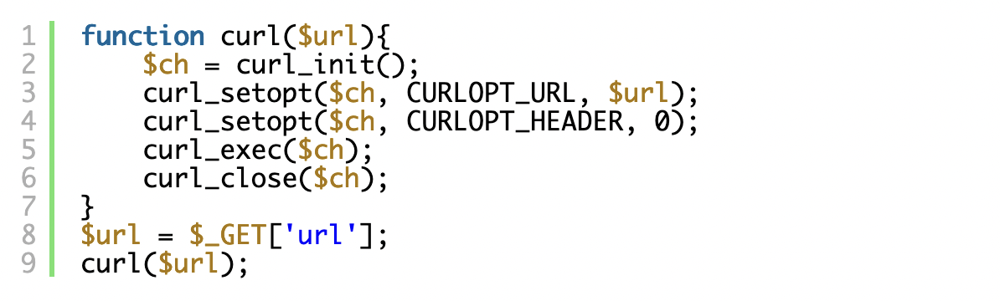 1 function curl($url){
2     $ch = curl_init();
3     curl_setopt($ch, CURLOPT_URL, $url);
4     curl_setopt($ch, CURLOPT_HEADER, 0);
5     curl_exec($ch);
6     curl_close($ch);
7 }
8 $url = $_GET['url'];
9 curl($url);